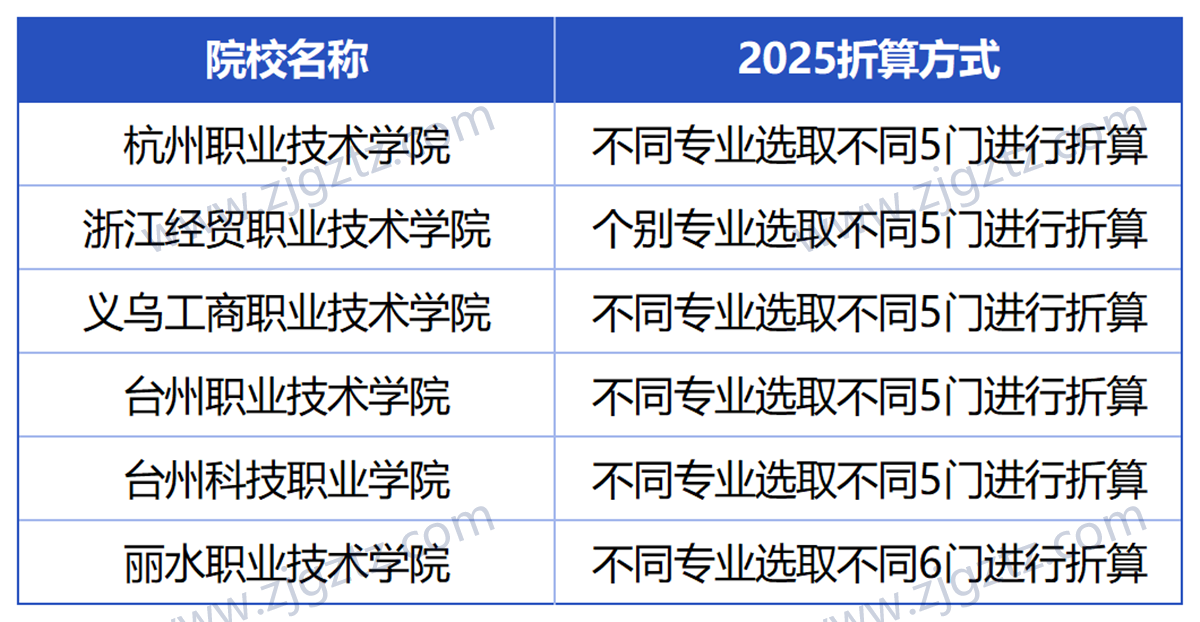 院校名称 2025折算方式
杭州职业技术学院 不同专业选取不同5门进行折算
浙江经贸职业技术学院 个别专业选取不同5门进行折算
义乌工商职业技术学院 不同专业选取不同5门进行折算
台州职业技术学院 不同专业选取不同5门进行折算
台州科技职业学院 不同专业选取不同5门进行折算
丽水职业技术学院 不同专业选取不同6门进行折算
www.zjgztz.com
www.zjgztz.com
www.zjgztz.com
www.zjgztz.com